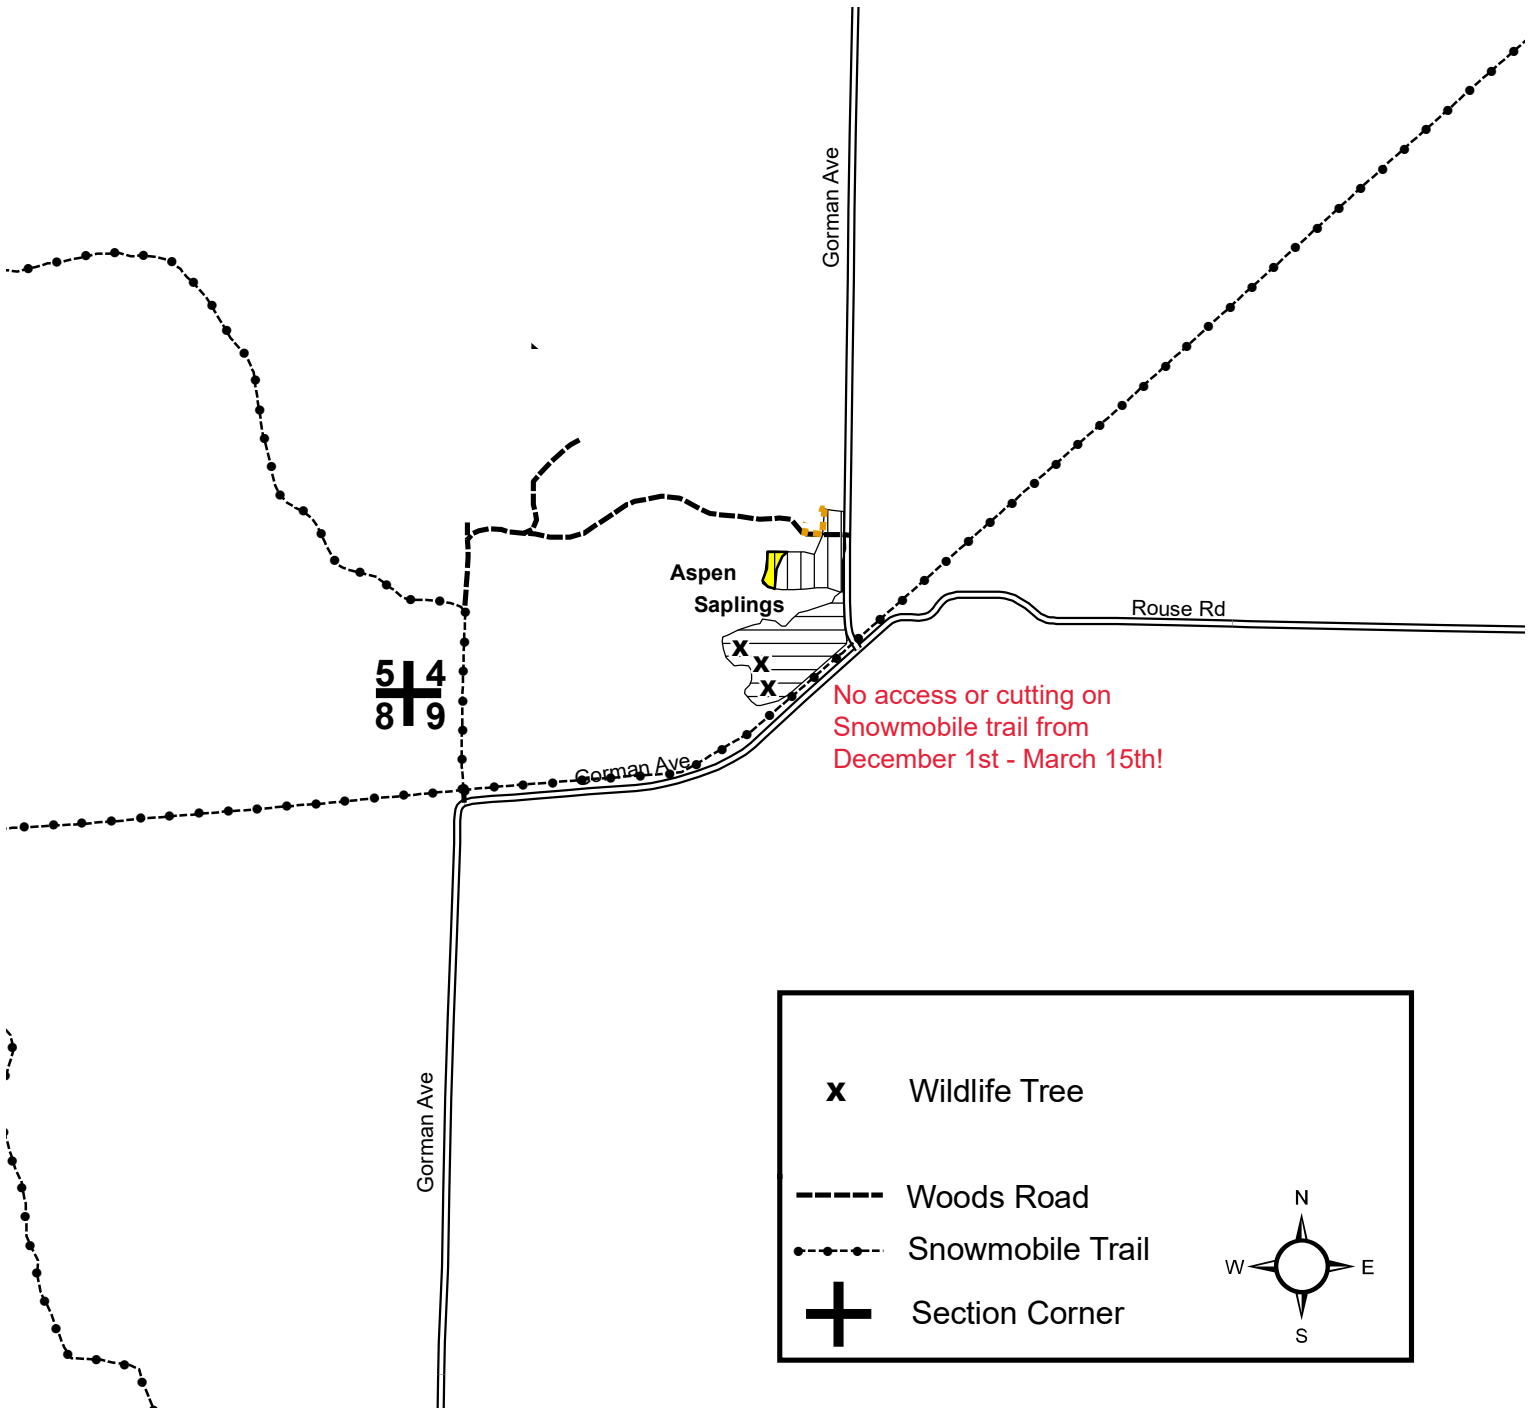 Gorman Ave
Aspen
Saplings
Rouse Rd
x
x
x
5 4
8 9
No access or cutting on
Snowmobile trail from
December 1st - March 15th!
Gorman Ave
Gorman Ave
x Wildlife Tree
Woods Road
Snowmobile Trail
Section Corner
N
W E
S